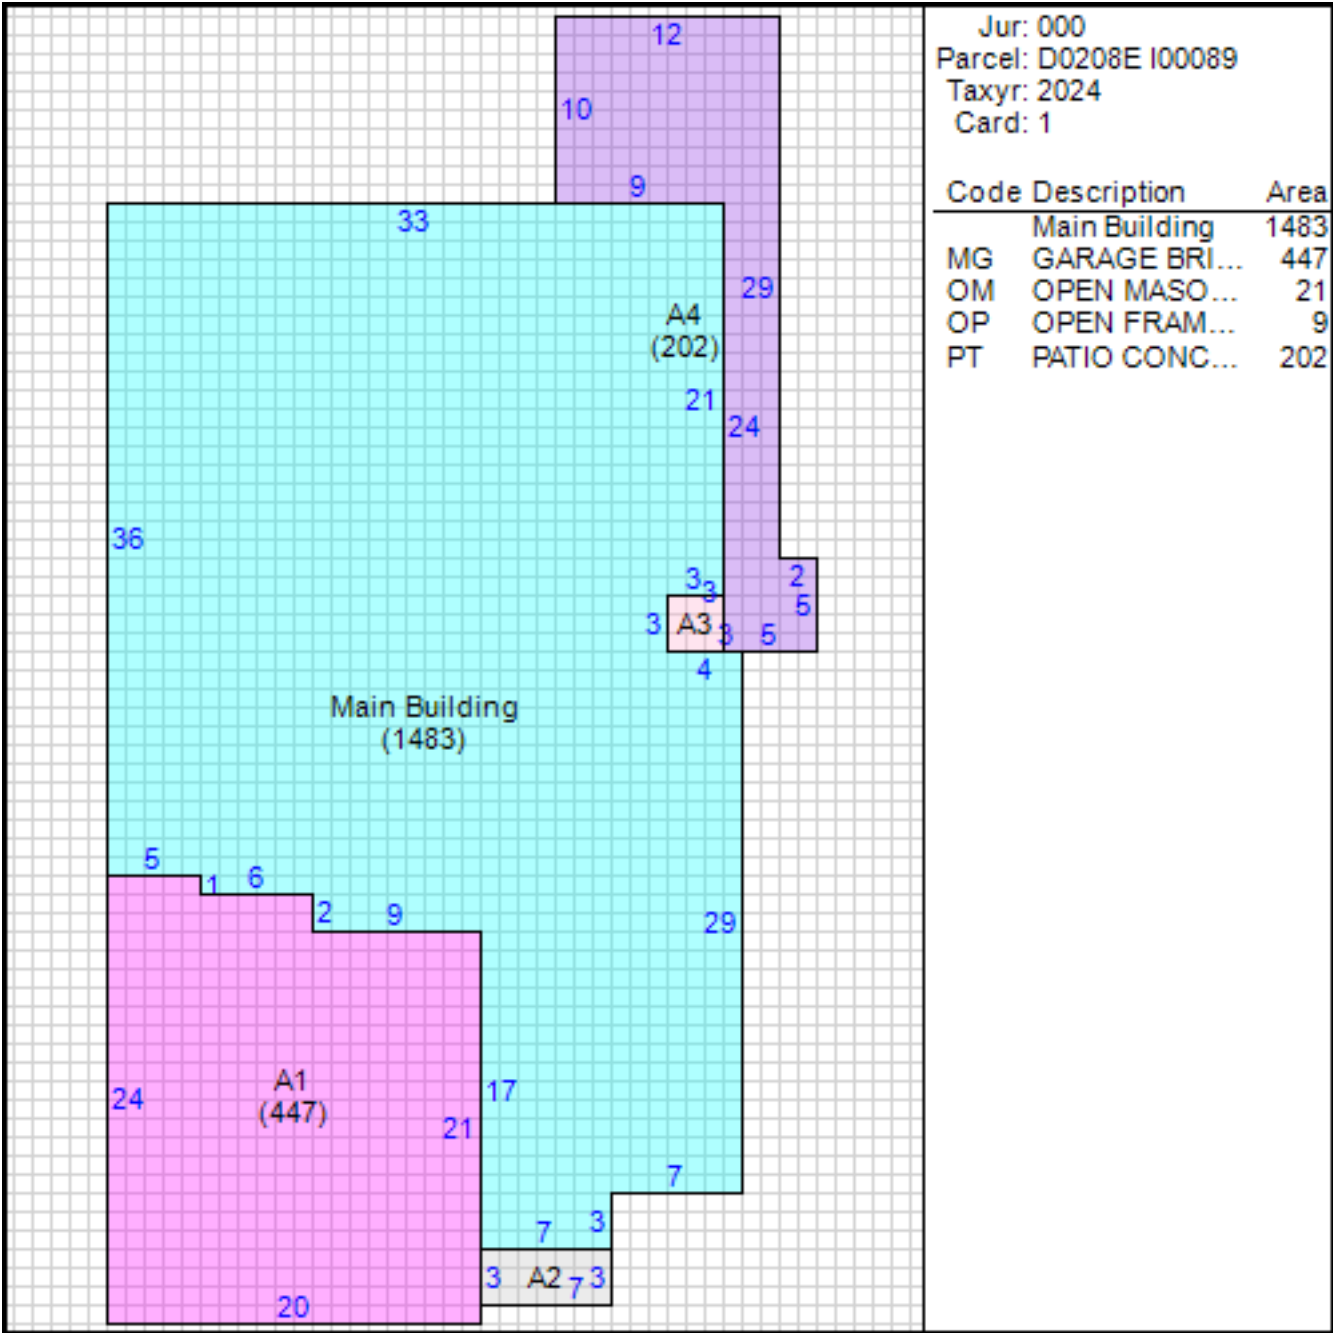 12
10
9
33
29
A4
(202)
21
24
36
3
3
2
5
3
A3
3
5
4
Main Building
(1483)
5
1
6
2
9
29
24
A1
(447)
17
21
7
3
7
3
A2
7
3
20
Jur: 000
Parcel: D0208E I00089
Taxyr: 2024
Card: 1
Code Description Area
Main Building 1483
MG GARAGE BRI... 447
OM OPEN MASO... 21
OP OPEN FRAM... 9
PT PATIO CONC... 202